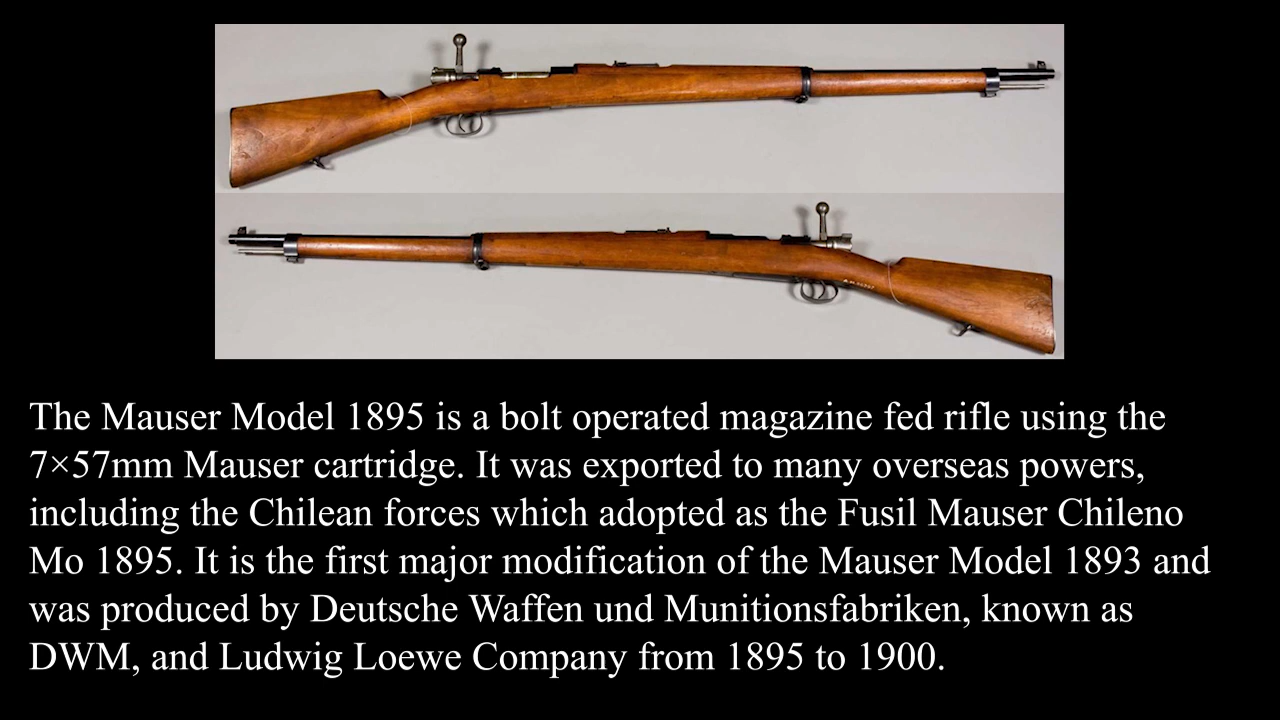 The Mauser Model 1895 is a bolt operated magazine fed rifle using the
7×57mm Mauser cartridge. It was exported to many overseas powers,
including the Chilean forces which adopted as the Fusil Mauser Chileno
Mo 1895. It is the first major modification of the Mauser Model 1893 and
was produced by Deutsche Waffen und Munitionsfabriken, known as
DWM, and Ludwig Loewe Company from 1895 to 1900.